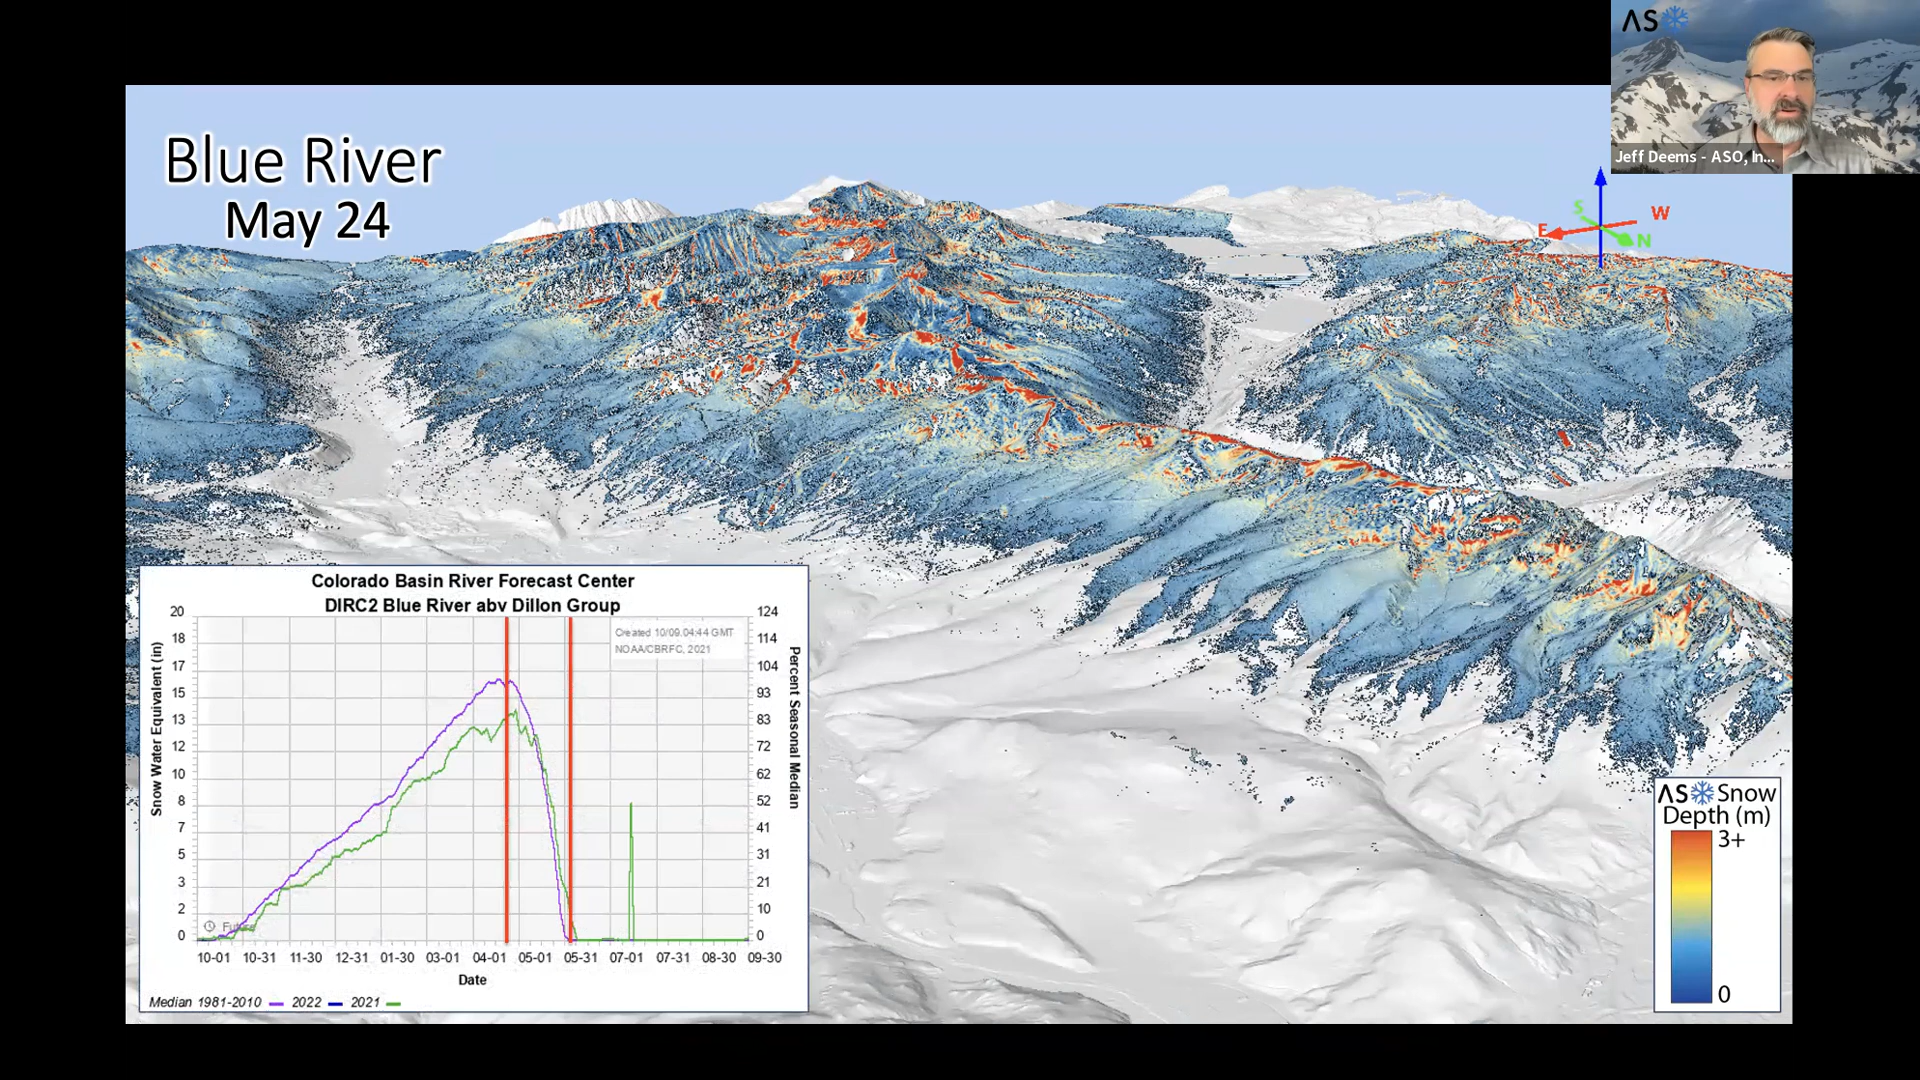 ASO
Jeff Deems - ASO, In...
Blue River
May 24
S
W
E
N
Colorado Basin River Forecast Center
DIRC2 Blue River abv Dillon Group
Created 10/09.04:44 GMT
NOAA/CBRFC, 2021
Snow Water Equivalent (in)
20
18
17
15
13
12
10
8
7
5
3
2
0
124
114
104
93
83
72
62
52
41
31
21
10
0
Percent Seasonal Median
10-01 10-31 11-30 12-31 01-30 03-01 04-01 05-01 05-31 07-01 07-31 08-30 09-30
Date
Median 1981-2010 2022 2021
ASO Snow
Depth (m)
3+
0